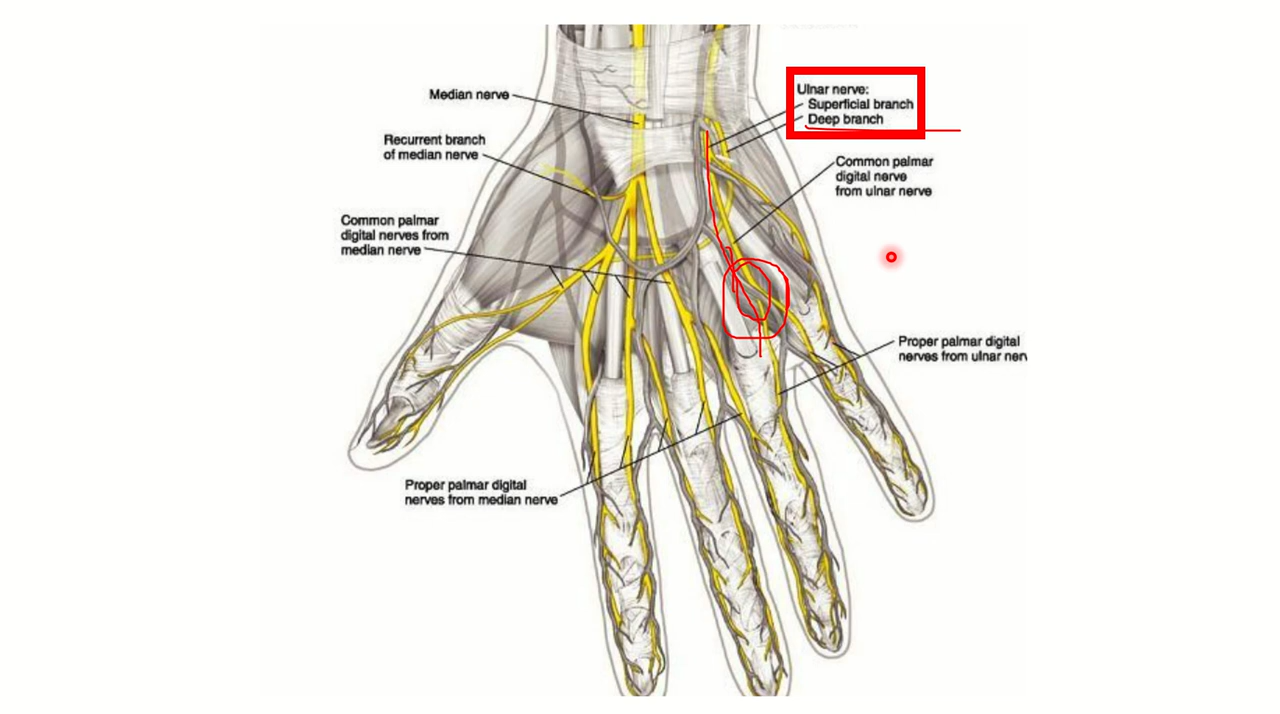 Median nerve
Recurrent branch
of median nerve
Common palmar
digital nerves from
median nerve
Ulnar nerve:
Superficial branch
Deep branch
Common palmar
digital nerve
from ulnar nerve
Proper palmar digital
nerves from ulnar nerv
Proper palmar digital
nerves from median nerve